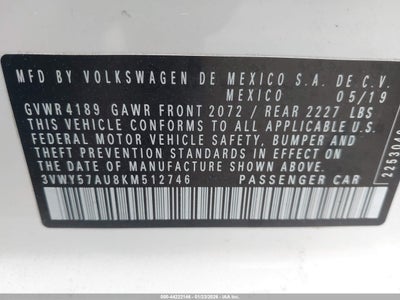 MFD BY VOLKSWAGEN DE MEXICO S.A. DE C.V.
MEXICO 05/19
GVWR 4189 GAWR FRONT 2072 / REAR 2227 LBS
THIS VEHICLE CONFORMS TO ALL APPLICABLE U.S.
FEDERAL MOTOR VEHICLE SAFETY, BUMPER AND
THEFT PREVENTION STANDARDS IN EFFECT ON
THE DATE OF MANUFACTURE SHOWN ABOVE.
3VWY57AU8KM512746 PASSENGER CAR